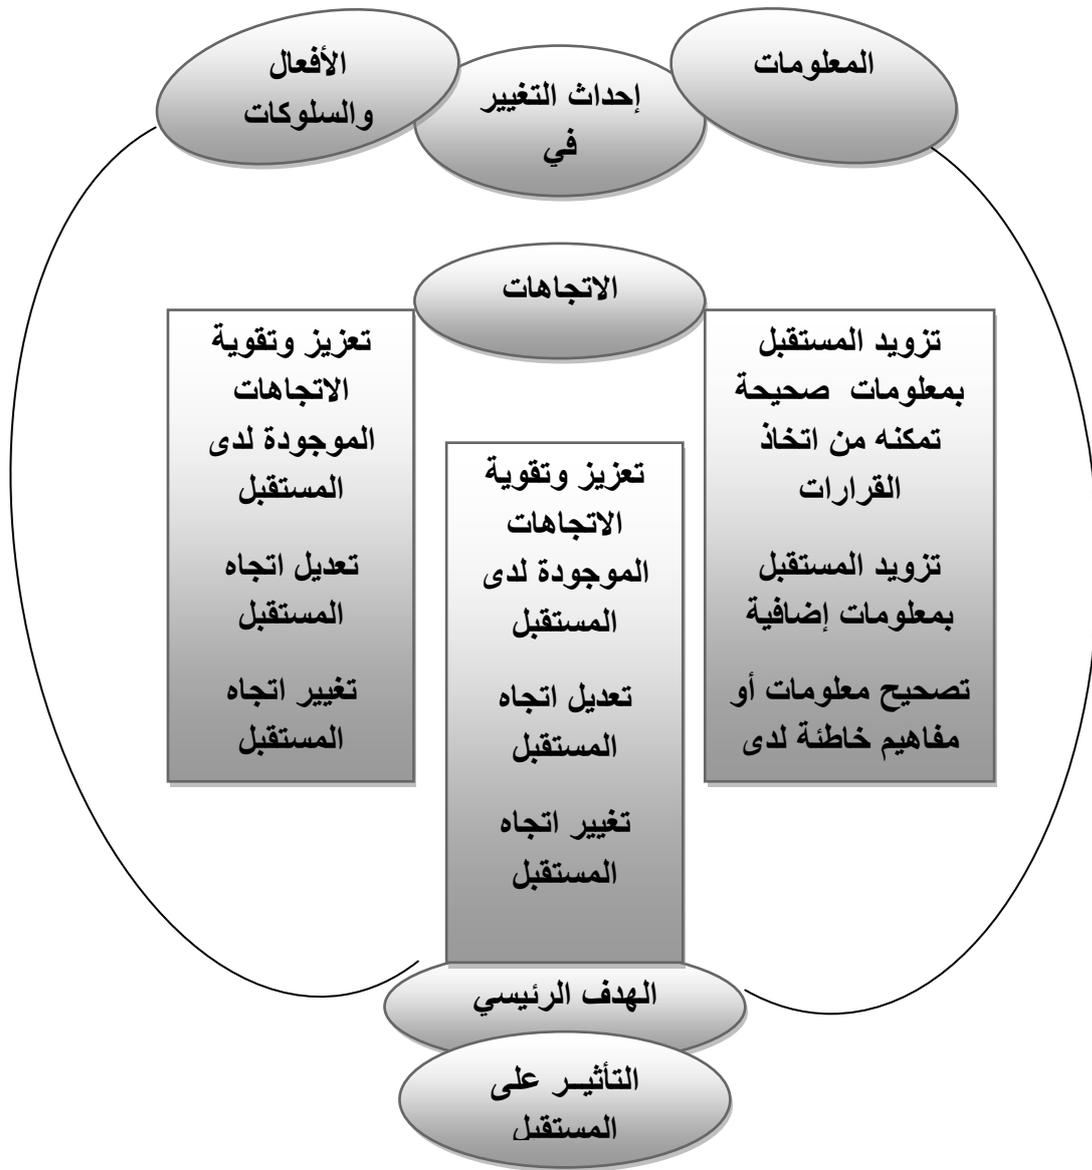 المعلومات
إحداث التغيير
في
الأفعال
والسلوكات
الاتجاهات
تزويد المستقبل
بمعلومات صحيحة
تمكنه من اتخاذ
القرارات
تزويد المستقبل
بمعلومات إضافية
تصحيح معلومات أو
مفاهيم خاطئة لدى
تعزيز وتقوية
الاتجاهات
الموجودة لدى
المستقبل
تعديل اتجاه
المستقبل
تغيير اتجاه
المستقبل
تعزيز وتقوية
الاتجاهات
الموجودة لدى
المستقبل
تعديل اتجاه
المستقبل
تغيير اتجاه
المستقبل
الهدف الرئيسي
التأثيــر على
المستقبل